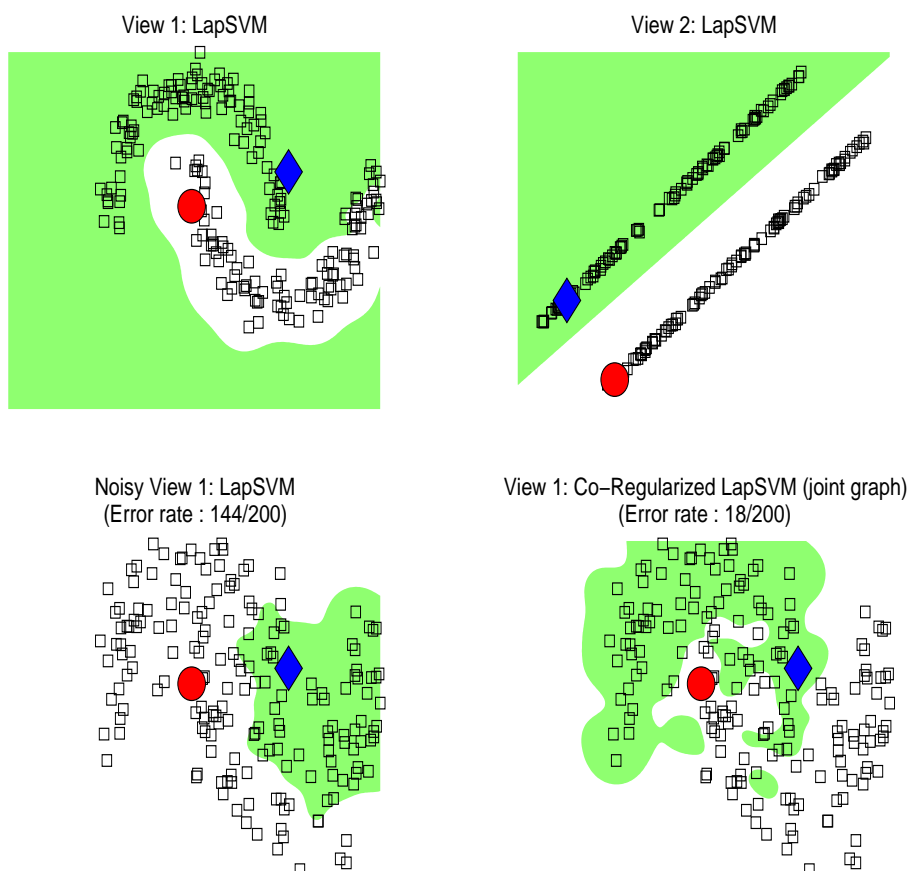 View 1: LapSVM
View 2: LapSVM
Noisy View 1: LapSVM
(Error rate : 144/200)
View 1: Co−Regularized LapSVM (joint graph)
(Error rate : 18/200)